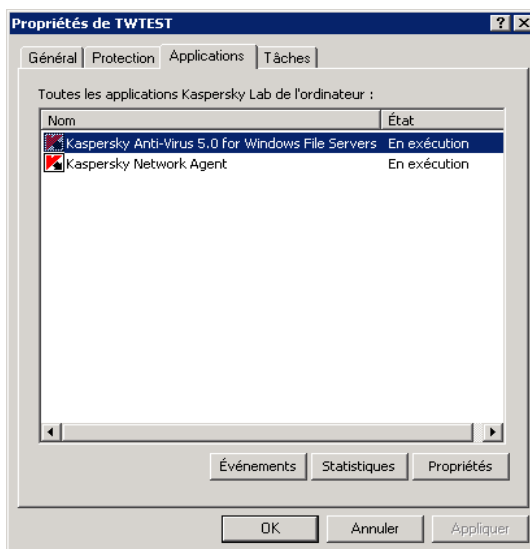 Propriétés de TWTEST
Général Protection Applications Tâches
Toutes les applications Kaspersky Lab de l'ordinateur :
Nom État
Kaspersky Anti-Virus 5.0 for Windows File Servers En exécution
Kaspersky Network Agent En exécution
Événements Statistiques Propriétés
OK Annuler Appliquer